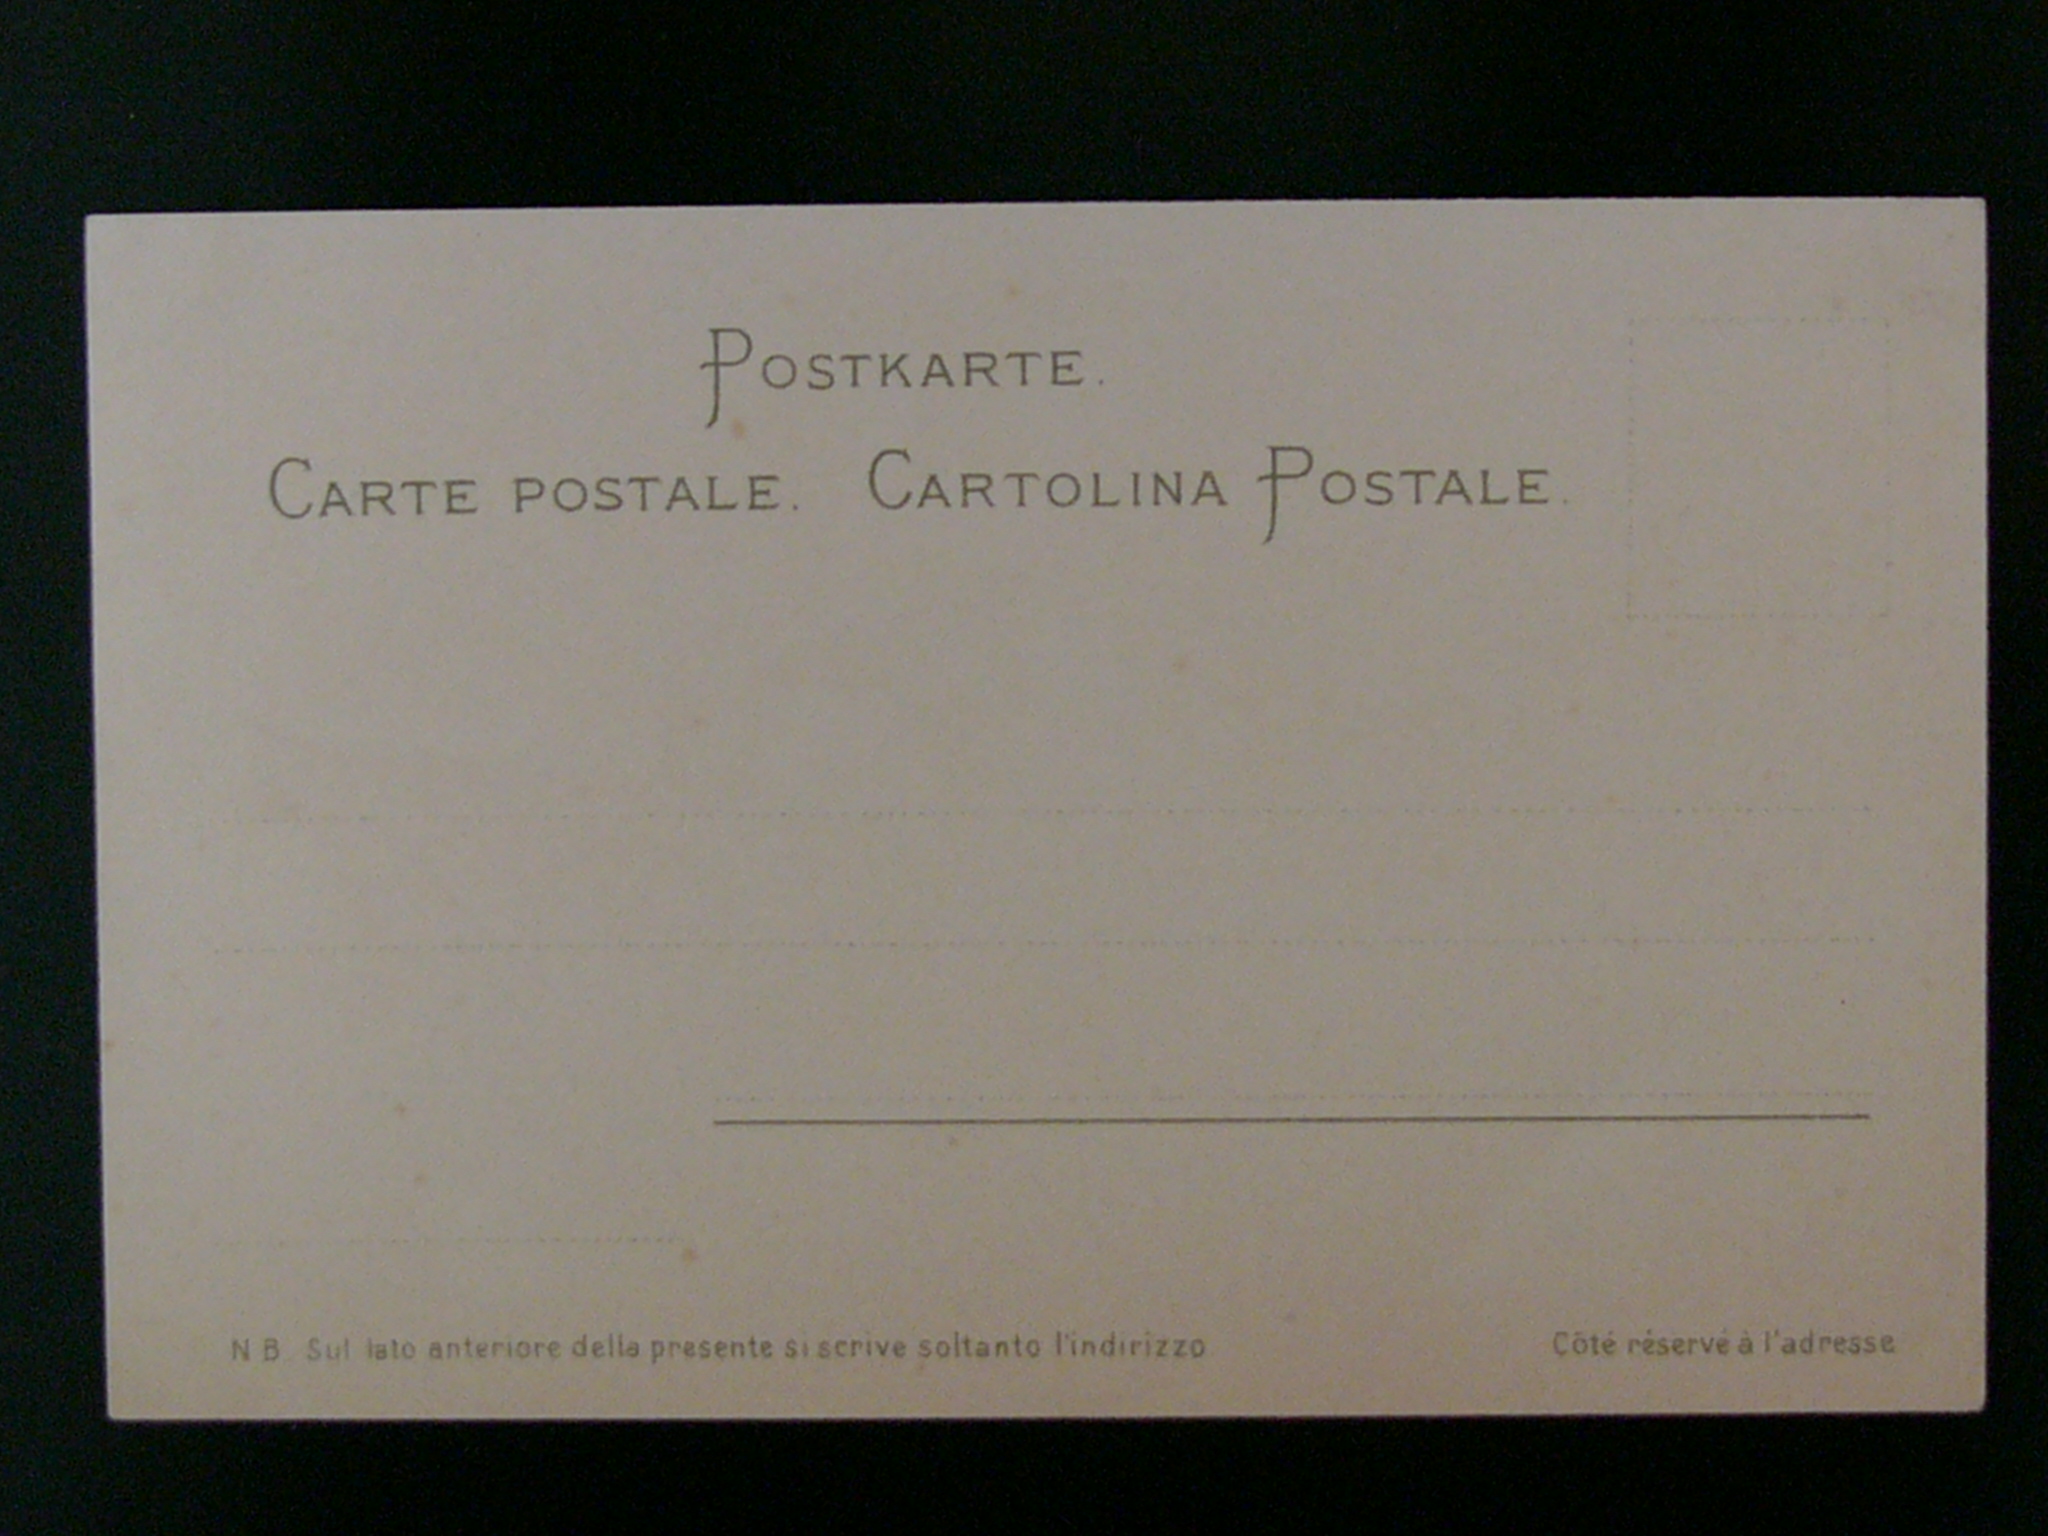 POSTKARTE.
CARTE POSTALE. CARTOLINA POSTALE.
N B Sul lato anteriore della presente si scrive soltanto l'indirizzo
Côté réservé à l'adresse